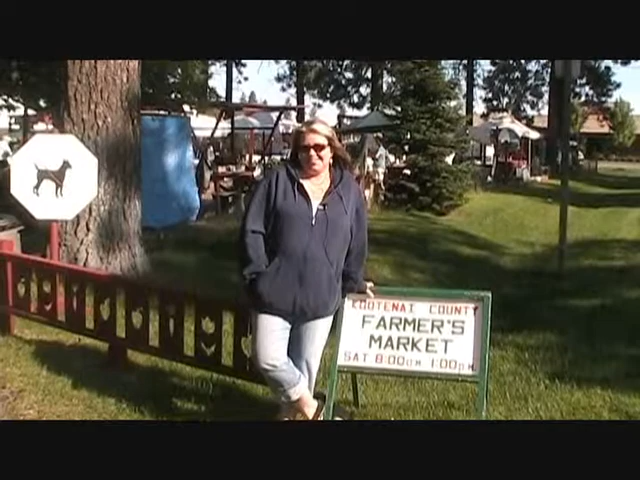 KOOTENAI COUNTY
FARMER'S
MARKET
SAT 8:00AM 1:00PM